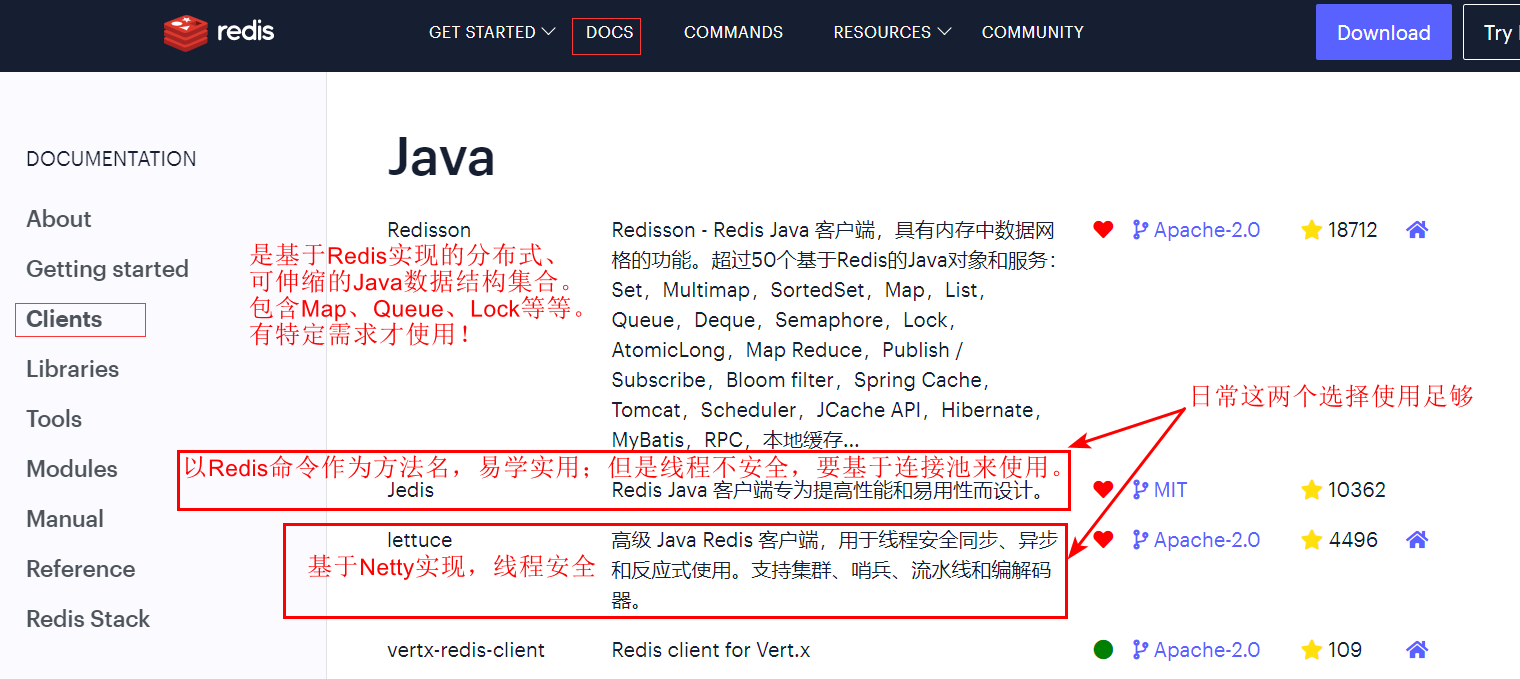 redis
GET STARTED
DOCS
COMMANDS
RESOURCES
COMMUNITY
Download
Try
DOCUMENTATION
About
Getting started
Clients
Libraries
Tools
Modules
Manual
Reference
Redis Stack
Java
Redisson
是基于Redis实现的分布式、
可伸缩的Java数据结构集合。
包含Map、Queue、Lock等等。
有特定需求才使用!
Redisson - Redis Java 客户端，具有内存中数据网
格的功能。超过50个基于Redis的Java对象和服务：
Set，Multimap，SortedSet，Map，List，
Queue，Deque，Semaphore，Lock，
AtomicLong，Map Reduce，Publish /
Subscribe，Bloom filter，Spring Cache，
Tomcat，Scheduler，JCache API，Hibernate，
MyBatis，RPC，本地缓存...
Apache-2.0
18712
日常这两个选择使用足够
以Redis命令作为方法名，易学实用；但是线程不安全，要基于连接池来使用。
Jedis
Redis Java 客户端专为提高性能和易用性而设计。
MIT
10362
lettuce
基于Netty实现，线程安全
高级 Java Redis 客户端，用于线程安全同步、异步
和反应式使用。支持集群、哨兵、流水线和编解码
器。
Apache-2.0
4496
vertx-redis-client
Redis client for Vert.x
Apache-2.0
109